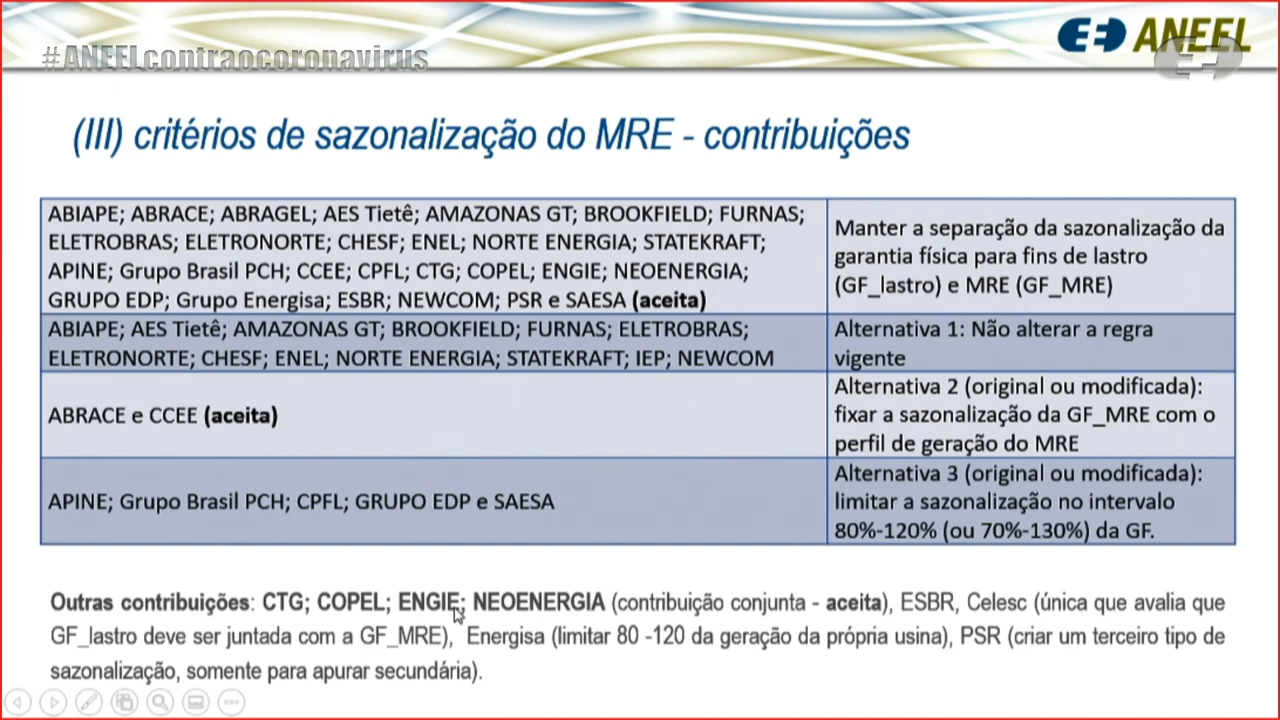 #ANEELcontraocoronavirus
ANEEL
(III) critérios de sazonalização do MRE - contribuições
ABIAPE; ABRACE; ABRAGEL; AES Tietê; AMAZONAS GT; BROOKFIELD; FURNAS;
ELETROBRAS; ELETRONORTE; CHESF; ENEL; NORTE ENERGIA; STATEKRAFT;
APINE; Grupo Brasil PCH; CCEE; CPFL; CTG; COPEL; ENGIE; NEOENERGIA;
GRUPO EDP; Grupo Energisa; ESBR; NEWCOM; PSR e SAESA (aceita)
Manter a separação da sazonalização da
garantia física para fins de lastro
(GF_lastro) e MRE (GF_MRE)
ABIAPE; AES Tietê; AMAZONAS GT; BROOKFIELD; FURNAS; ELETROBRAS;
ELETRONORTE; CHESF; ENEL; NORTE ENERGIA; STATEKRAFT; IEP; NEWCOM
Alternativa 1: Não alterar a regra
vigente
ABRACE e CCEE (aceita)
Alternativa 2 (original ou modificada):
fixar a sazonalização da GF_MRE com o
perfil de geração do MRE
APINE; Grupo Brasil PCH; CPFL; GRUPO EDP e SAESA
Alternativa 3 (original ou modificada):
limitar a sazonalização no intervalo
80%-120% (ou 70%-130%) da GF.
Outras contribuições: CTG; COPEL; ENGIE; NEOENERGIA (contribuição conjunta - aceita), ESBR, Celesc (única que avalia que
GF_lastro deve ser juntada com a GF_MRE), Energisa (limitar 80 -120 da geração da própria usina), PSR (criar um terceiro tipo de
sazonalização, somente para apurar secundária).